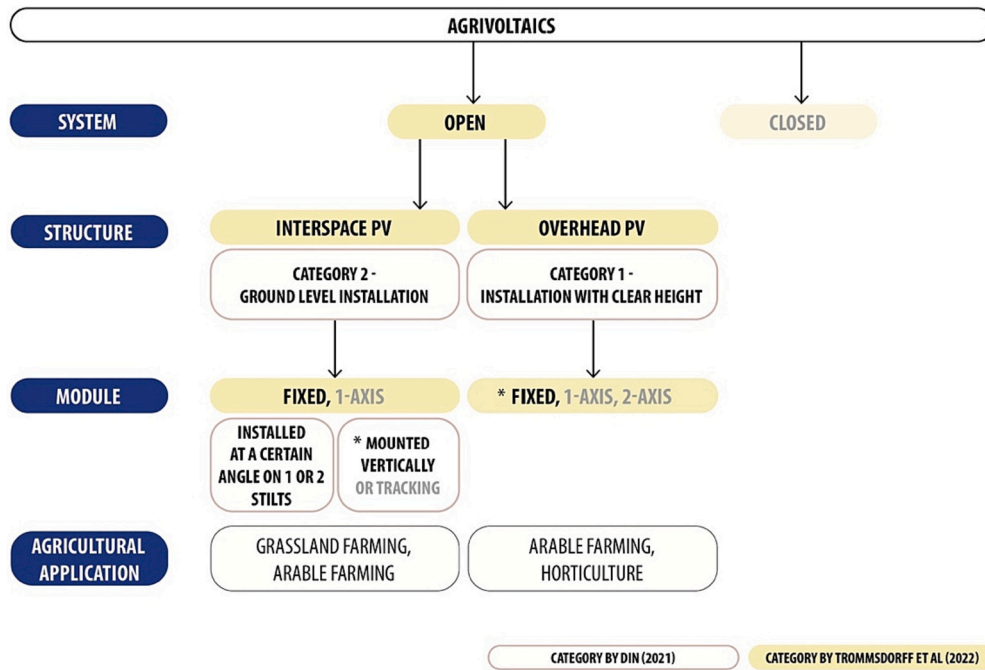 AGRIVOLTAICS
SYSTEM
OPEN
CLOSED
STRUCTURE
INTERSPACE PV
OVERHEAD PV
CATEGORY 2 -
GROUND LEVEL INSTALLATION
CATEGORY 1 -
INSTALLATION WITH CLEAR HEIGHT
MODULE
FIXED, 1-AXIS
* FIXED, 1-AXIS, 2-AXIS
INSTALLED
AT A CERTAIN
ANGLE ON 1 OR 2
STILTS
* MOUNTED
VERTICALLY
OR TRACKING
AGRICULTURAL
APPLICATION
GRASSLAND FARMING,
ARABLE FARMING
ARABLE FARMING,
HORTICULTURE
CATEGORY BY DIN (2021)
CATEGORY BY TROMMSDORFF ET AL (2022)